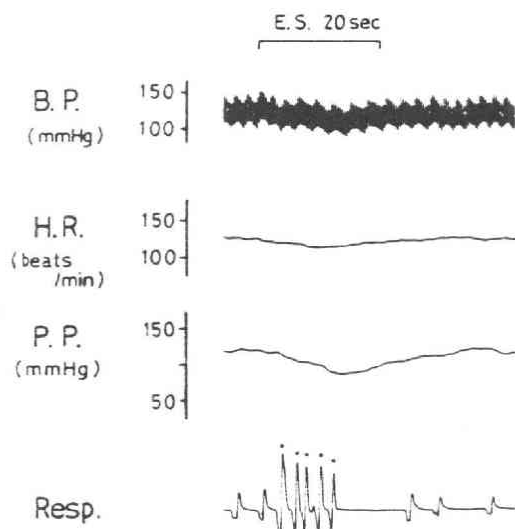 E.S. 20sec
B.P.
(mmHg)
150
100
H.R.
(beats
/min)
150
100
P.P.
(mmHg)
150
50
Resp.